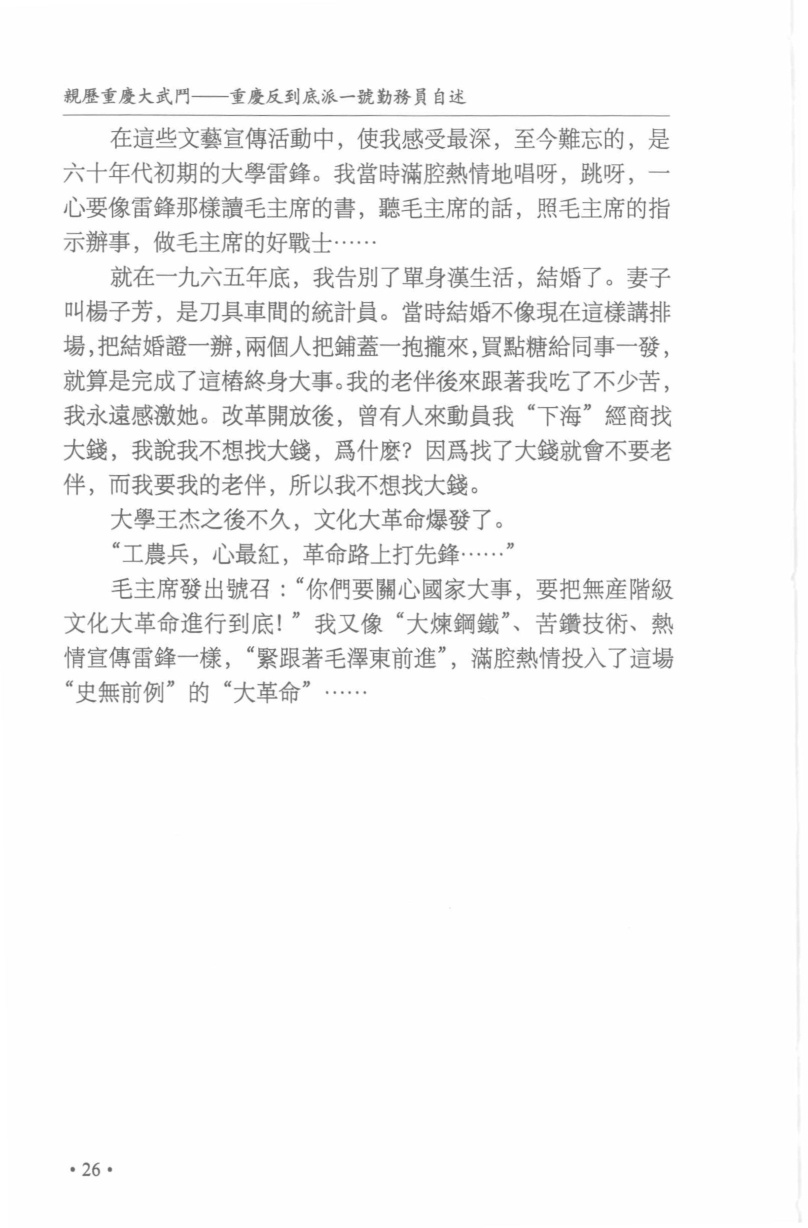 親歷重慶大武鬥——重慶反到底派一號勤務員自述
在這些文藝宣傳活動中，使我感受最深，至今難忘的，是
六十年代初期的大學雷鋒。我當時滿腔熱情地唱呀，跳呀，一
心要像雷鋒那樣讀毛主席的書，聽毛主席的話，照毛主席的指
示辦事，做毛主席的好戰士……
就在一九六五年底，我告別了單身漢生活，結婚了。妻子
叫楊子芳，是刀具車間的統計員。當時結婚不像現在這樣講排
場，把結婚證一辦，兩個人把鋪蓋一抱攏來，買點糖給同事一發，
就算是完成了這樁終身大事。我的老伴後來跟著我吃了不少苦，
我永遠感激她。改革開放後，曾有人來動員我“下海”經商找
大錢，我說我不想找大錢，爲什麼？因爲找了大錢就會不要老
伴，而我要我的老伴，所以我不想找大錢。
大學王杰之後不久，文化大革命爆發了。
“工農兵，心最紅，革命路上打先鋒……”
毛主席發出號召：“你們要關心國家大事，要把無産階級
文化大革命進行到底！”我又像“大煉鋼鐵”、苦鑽技術、熱
情宣傳雷鋒一樣，“緊跟著毛澤東前進”，滿腔熱情投入了這場
“史無前例”的“大革命”……
·26·